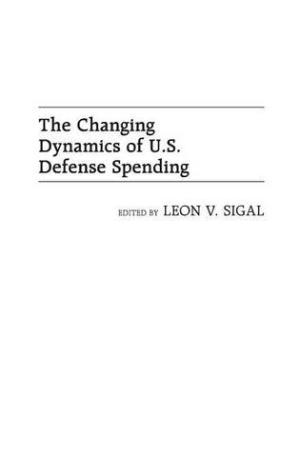 The Changing
Dynamics of U.S.
Defense Spending
EDITED BY LEON V. SIGAL